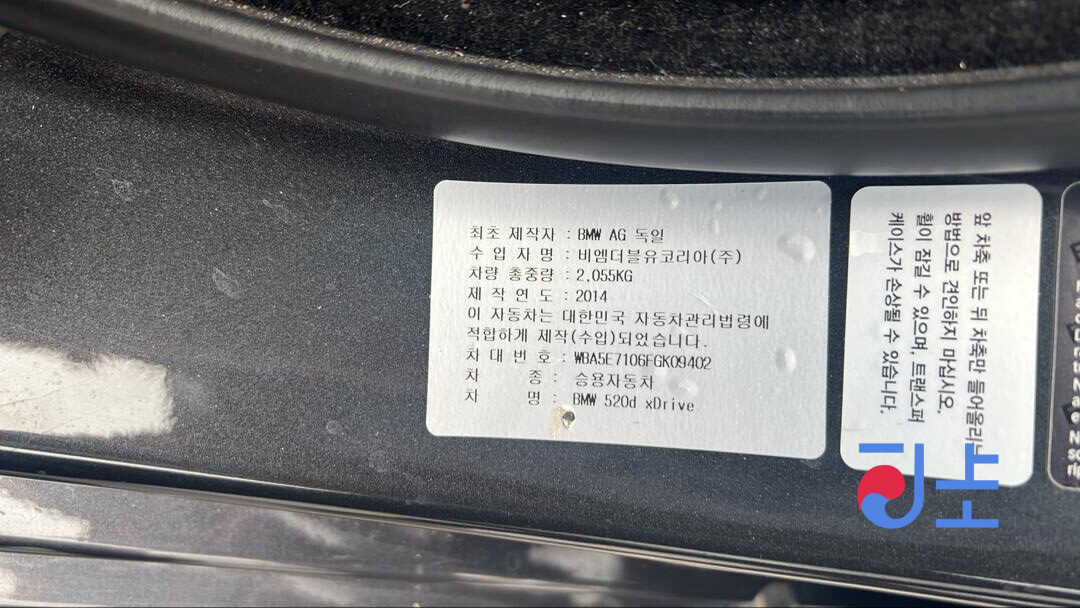 최초 제작자 : BMW AG 독일
수 입 자 명 : 비엠더블유코리아(주)
차량 총중량 : 2,055KG
제 작 연 도 : 2014
이 자동차는 대한민국 자동차관리법령에
적합하게 제작(수입)되었습니다.
차 대 번 호 : WBA5E7106FGK09402
차 종 : 승용자동차
차 명 : BMW 520d xDrive
앞 차축 또는 뒤 차축만 들어올리는
방법으로 견인하지 마십시오.
휠이 잠길 수 있으며, 트랜스퍼
케이스가 손상될 수 있습니다.